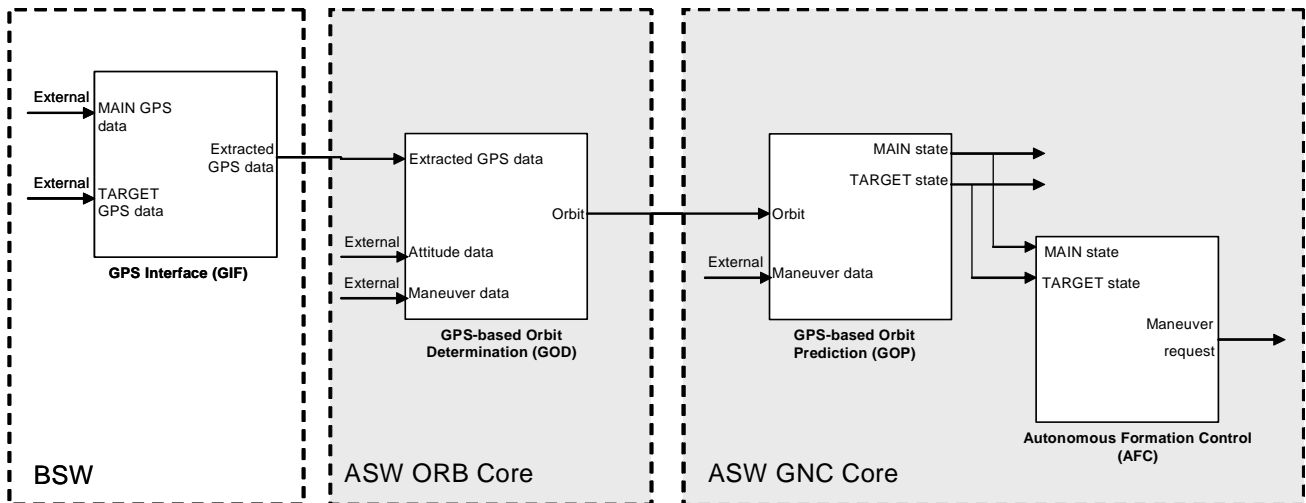 External
MAIN GPS
data
Extracted
GPS data
External
TARGET
GPS data
GPS Interface (GIF)
BSW
Extracted GPS data
Orbit
External
Attitude data
External
Maneuver data
GPS-based Orbit
Determination (GOD)
ASW ORB Core
MAIN state
TARGET state
Orbit
External
Maneuver data
GPS-based Orbit
Prediction (GOP)
MAIN state
TARGET state
Maneuver
request
Autonomous Formation Control
(AFC)
ASW GNC Core